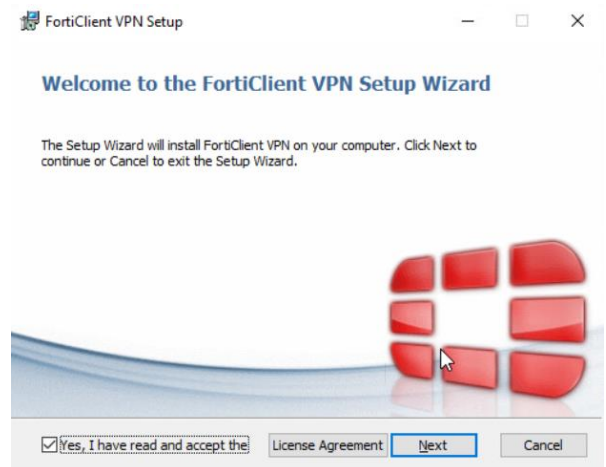 FortiClient VPN Setup
Welcome to the FortiClient VPN Setup Wizard
The Setup Wizard will install FortiClient VPN on your computer. Click Next to
continue or Cancel to exit the Setup Wizard.
Yes, I have read and accept the License Agreement Next Cancel